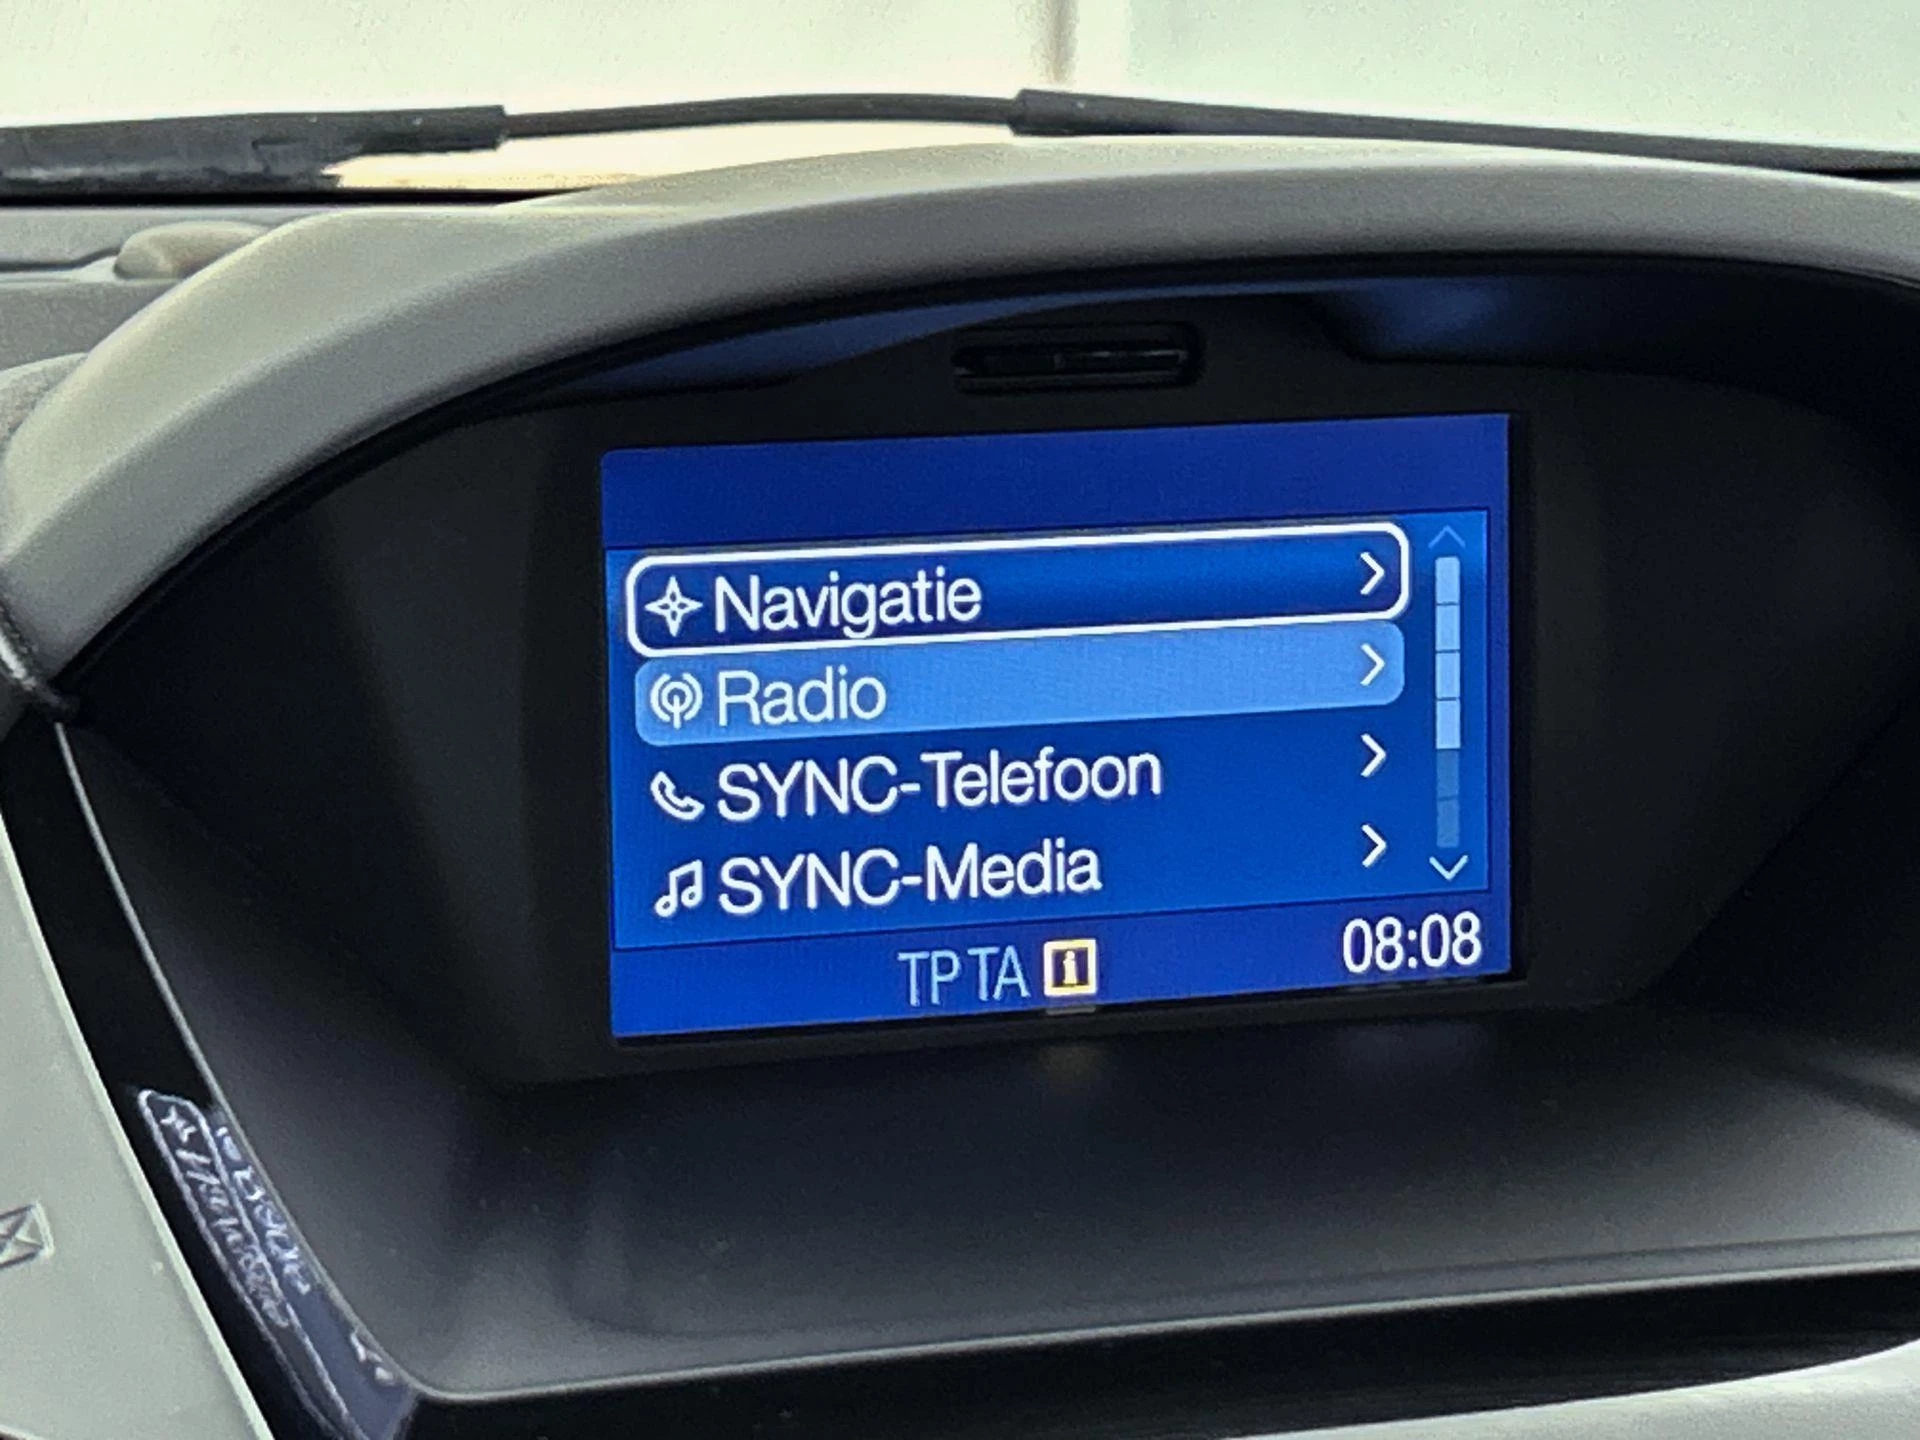 Navigatie
Radio
SYNC-Telefoon
SYNC-Media
TP TA i
08:08